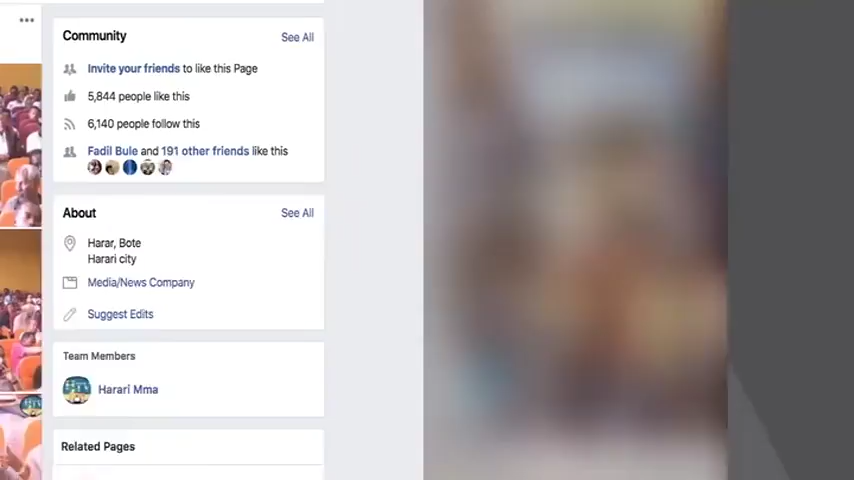 Community
See All
Invite your friends to like this Page
5,844 people like this
6,140 people follow this
Fadil Bule and 191 other friends like this
About
See All
Harar, Bote
Harari city
Media/News Company
Suggest Edits
Team Members
Harari Mma
Related Pages